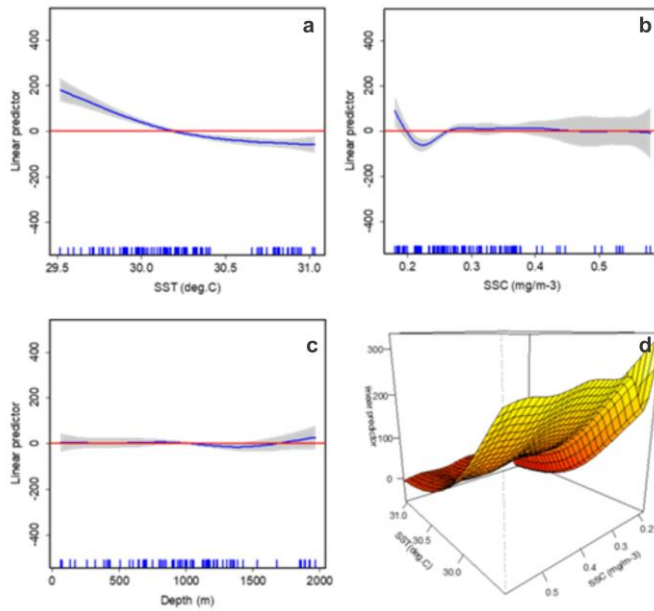 a
Linear predictor
400
200
0
-200
-400
29.5 30.0 30.5 31.0
SST (deg.C)
b
Linear predictor
400
200
0
-200
-400
0.2 0.3 0.4 0.5
SSC (mg/m-3)
c
Linear predictor
400
200
0
-200
-400
0 500 1000 1500 2000
Depth (m)
d
300
200
100
0
linear predictor
31.0
30.5
30.0
SST(deg.C)
0.5
0.4
0.3
0.2
SSC (mg/m-3)